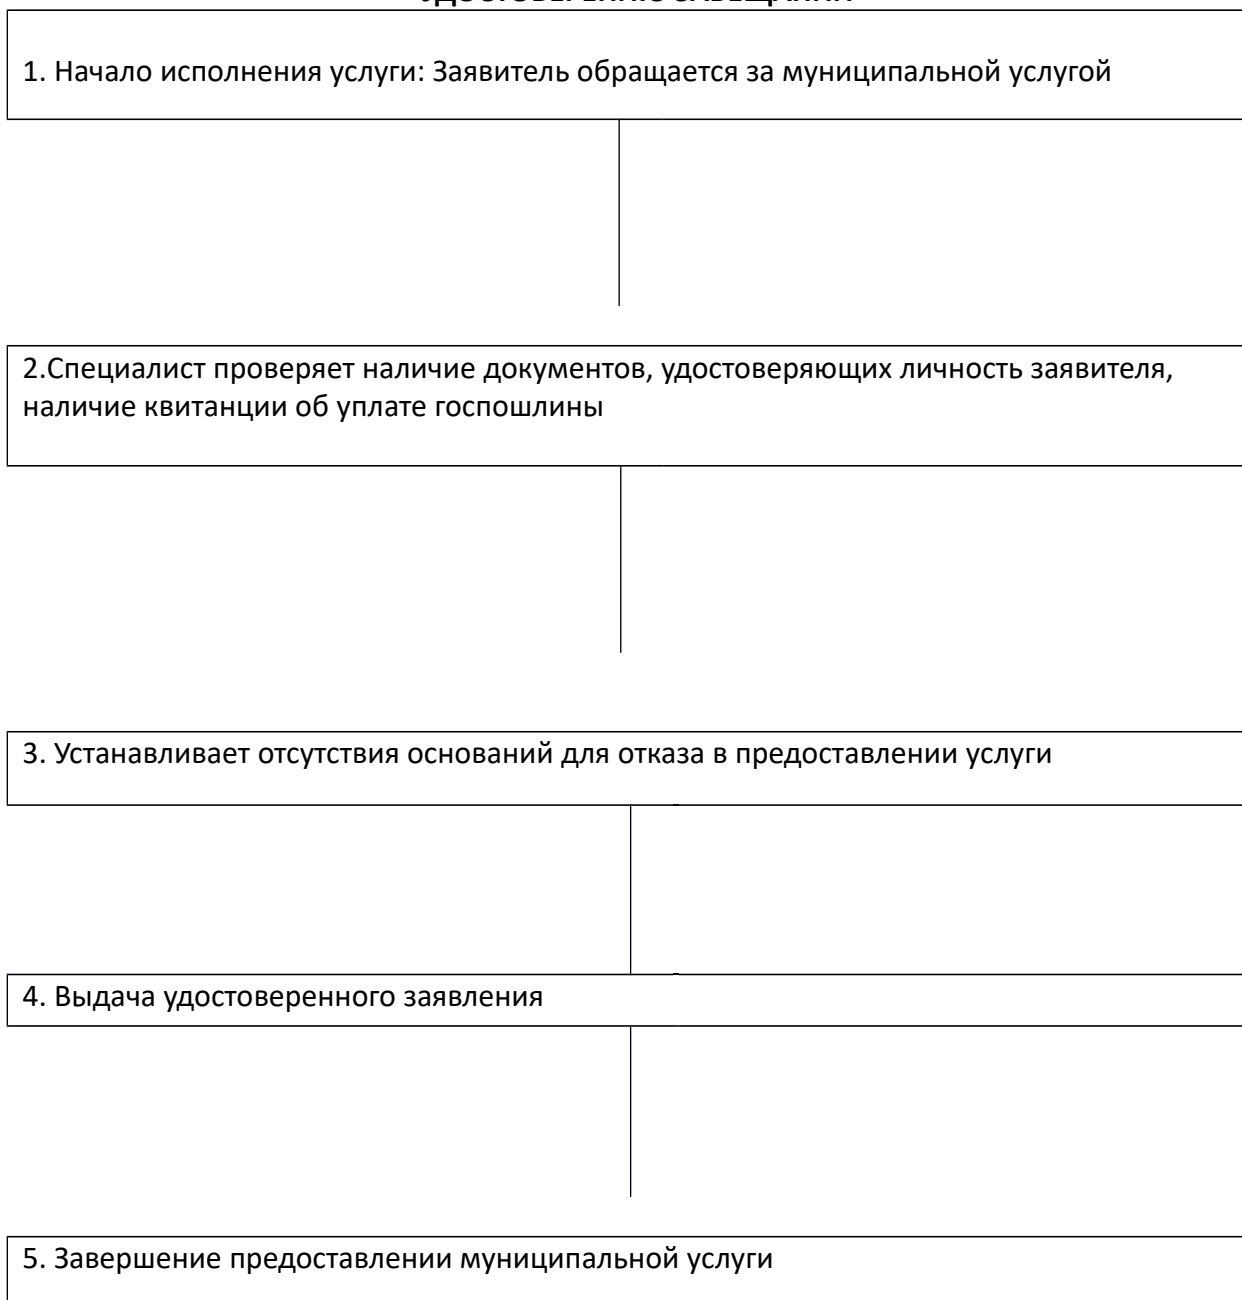 1. Начало исполнения услуги: Заявитель обращается за муниципальной услугой
2.Специалист проверяет наличие документов, удостоверяющих личность заявителя,
наличие квитанции об уплате госпошлины
3. Устанавливает отсутствия оснований для отказа в предоставлении услуги
4. Выдача удостоверенного заявления
5. Завершение предоставлении муниципальной услуги